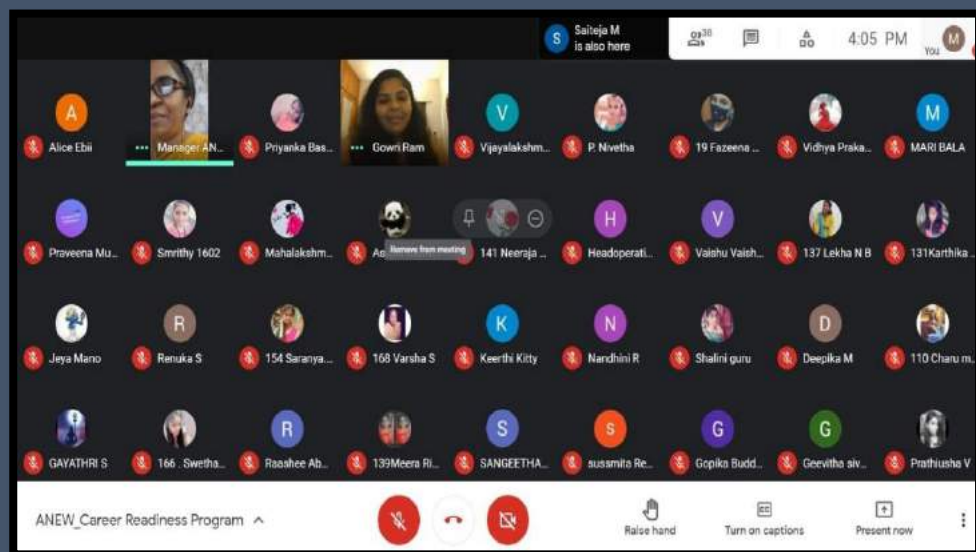 S
Saiteja M
is also here
38
4:05 PM
You
M
A
V
M
Alice Ebii
Manager AN...
Priyanka Bas...
Gowri Ram
Vijayalakshm...
P. Nivetha
19 Fazeena ...
Vidhya Praka...
MARI BALA
H
V
Praveena Mu...
Smrithy 1602
Mahalakshm...
As
Remove from meeting
141 Neeraja ...
Headoperati...
Vaishu Vaish...
137 Lekha N B
131Karthika ...
R
K
N
D
Jeya Mano
Renuka S
154 Saranya...
168 Varsha S
Keerthi Kitty
Nandhini R
Shalini guru
Deepika M
110 Charu m...
R
S
s
G
G
GAYATHRI S
166 . Swetha...
Raashee Ab...
139Meera Ri...
SANGEETHA...
sussmita Re...
Gopika Budd...
Geevitha siv...
Prathiusha V
ANEW_Career Readiness Program
Raise hand
CC
Turn on captions
Present now